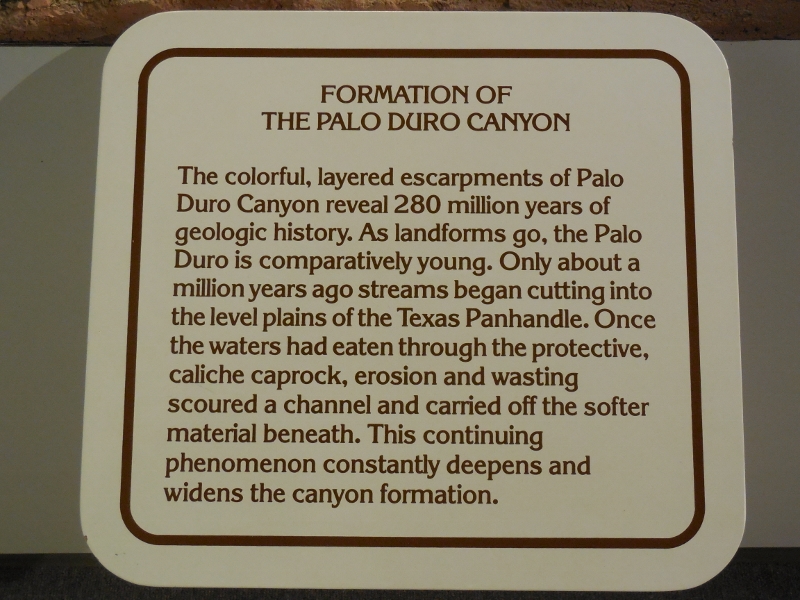 FORMATION OF
THE PALO DURO CANYON
The colorful, layered escarpments of Palo
Duro Canyon reveal 280 million years of
geologic history. As landforms go, the Palo
Duro is comparatively young. Only about a
million years ago streams began cutting into
the level plains of the Texas Panhandle. Once
the waters had eaten through the protective,
caliche caprock, erosion and wasting
scoured a channel and carried off the softer
material beneath. This continuing
phenomenon constantly deepens and
widens the canyon formation.